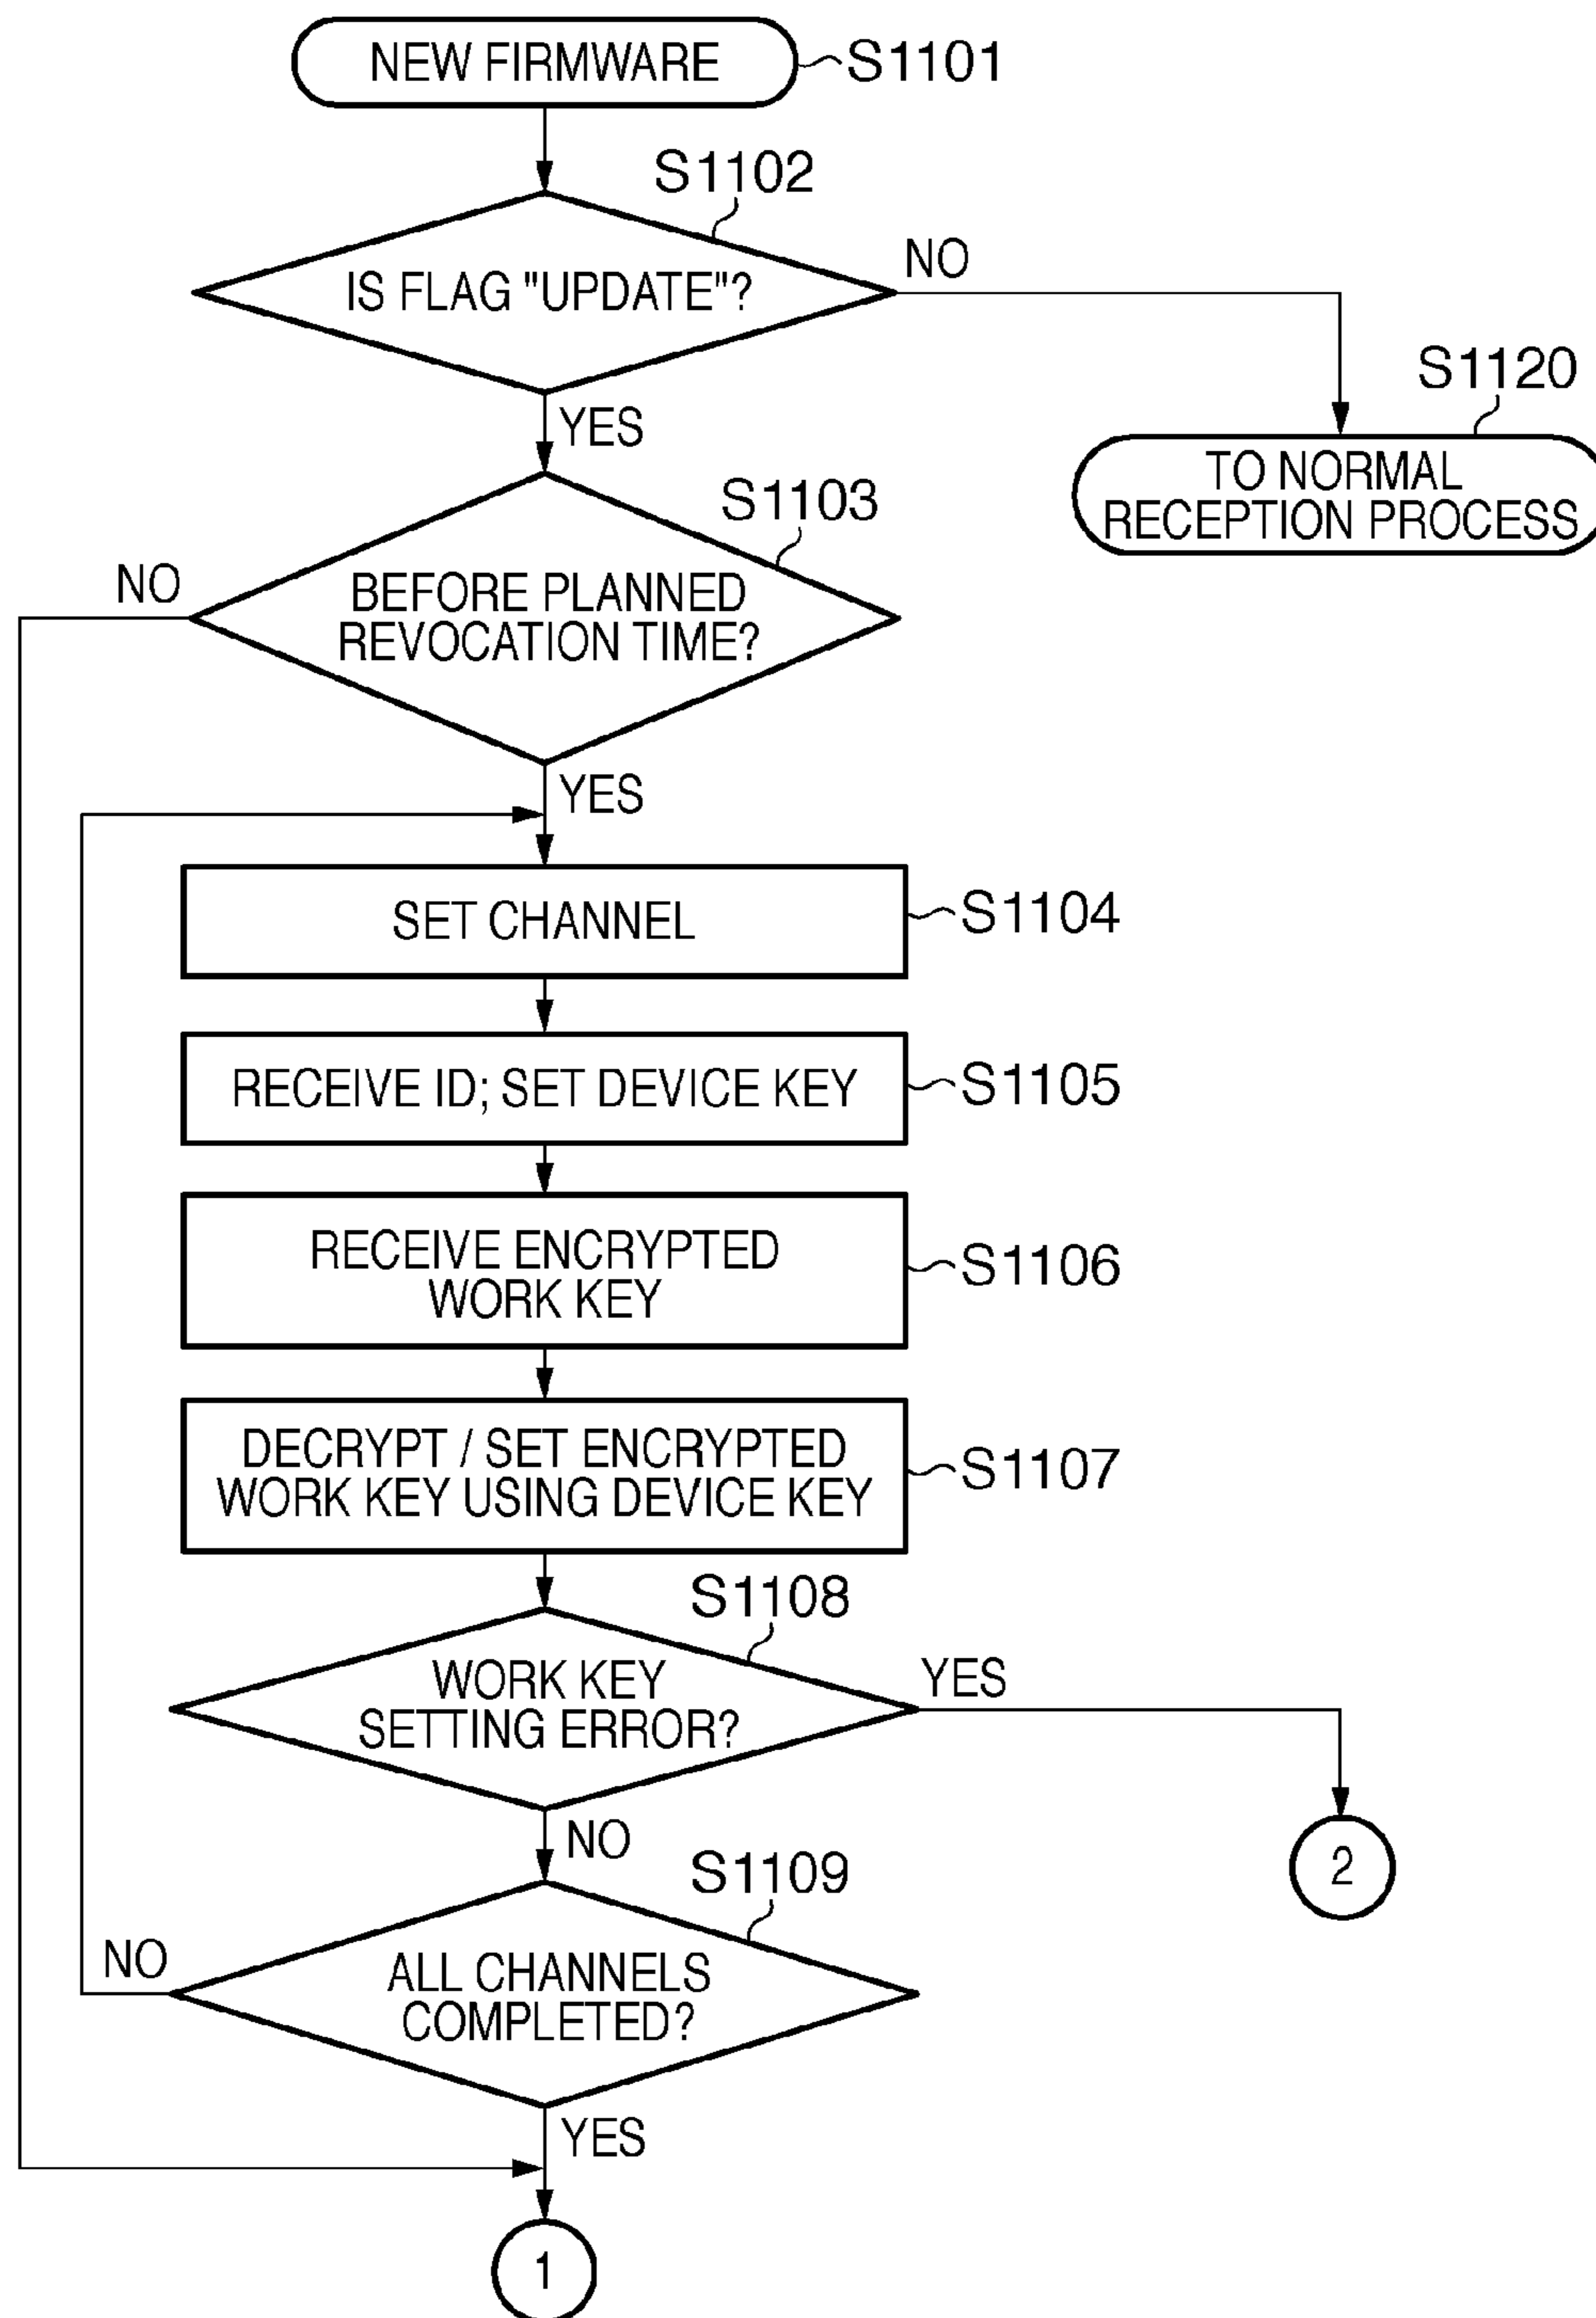 NEW FIRMWARE
S1101
S1102
IS FLAG "UPDATE"?
NO
YES
S1120
TO NORMAL
RECEPTION PROCESS
S1103
NO
BEFORE PLANNED
REVOCATION TIME?
YES
SET CHANNEL
S1104
RECEIVE ID; SET DEVICE KEY
S1105
RECEIVE ENCRYPTED
WORK KEY
S1106
DECRYPT / SET ENCRYPTED
WORK KEY USING DEVICE KEY
S1107
S1108
WORK KEY
SETTING ERROR?
YES
NO
2
S1109
NO
ALL CHANNELS
COMPLETED?
YES
1